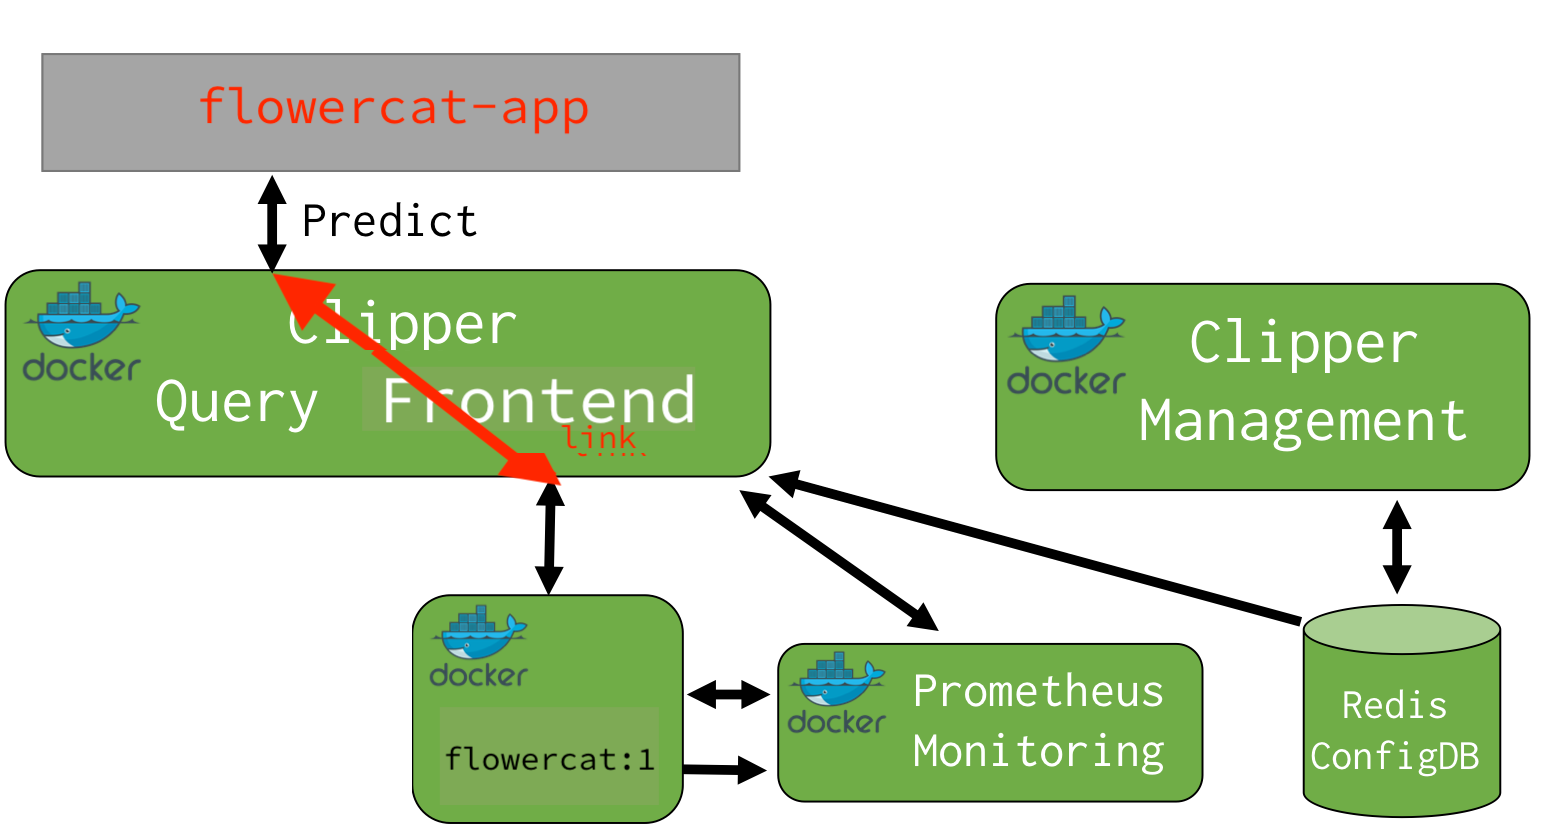 flowercat-app
Predict
docker
Clipper
Query Frontend
link
docker
Clipper
Management
docker
flowercat:1
docker
Prometheus
Monitoring
Redis
ConfigDB